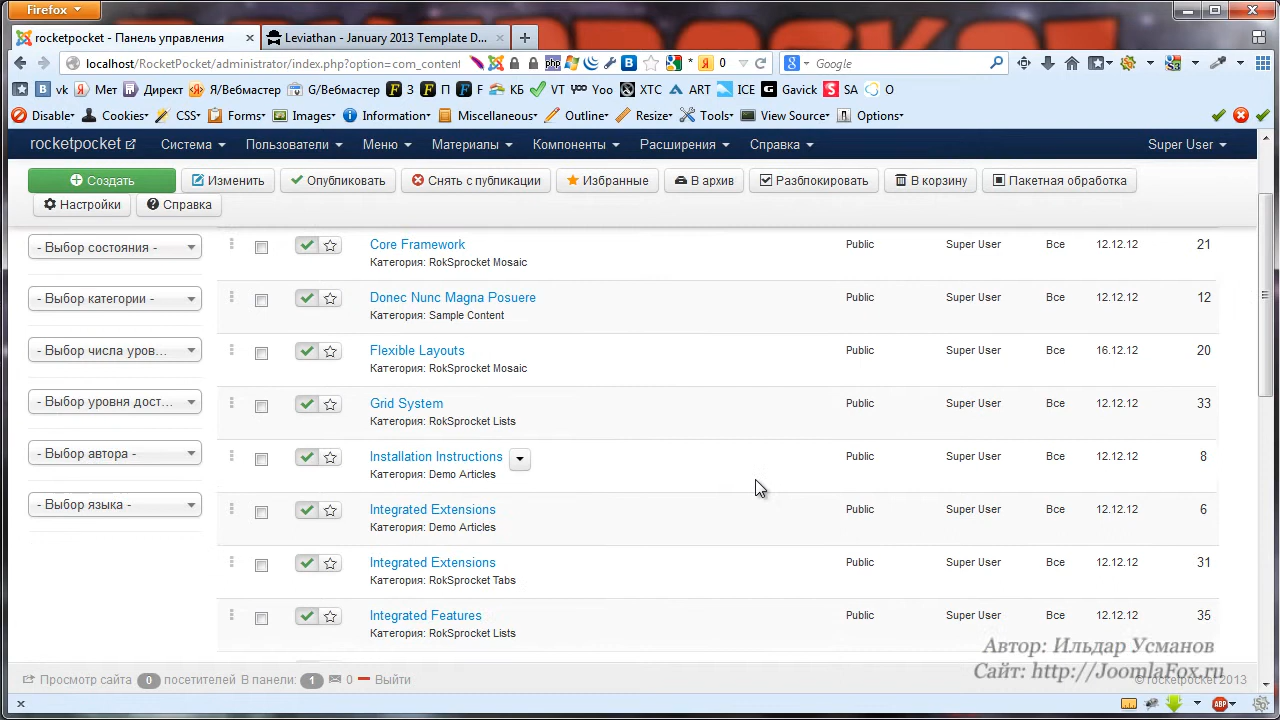 Firefox
rocketpocket - Панель управления
Leviathan - January 2013 Template D...
localhost/RocketPocket/administrator/index.php?option=com_content
php
B
Я 0
Google
vk
Мет
Директ
Я/Вебмастер
G/Вебмастер
З
П
F
КБ
VT
Yoo
XTC
ART
ICE
Gavick
SA
O
Disable
Cookies
CSS
Forms
Images
Information
Miscellaneous
Outline
Resize
Tools
View Source
Options
rocketpocket
Система
Пользователи
Меню
Материалы
Компоненты
Расширения
Справка
Super User
Создать
Изменить
Опубликовать
Снять с публикации
Избранные
В архив
Разблокировать
В корзину
Пакетная обработка
Настройки
Справка
- Выбор состояния -
- Выбор категории -
- Выбор числа уров...
- Выбор уровня дост...
- Выбор автора -
- Выбор языка -
Core Framework Public Super User Все 12.12.12 21
Категория: RokSprocket Mosaic
Donec Nunc Magna Posuere Public Super User Все 12.12.12 12
Категория: Sample Content
Flexible Layouts Public Super User Все 16.12.12 20
Категория: RokSprocket Mosaic
Grid System Public Super User Все 12.12.12 33
Категория: RokSprocket Lists
Installation Instructions Public Super User Все 12.12.12 8
Категория: Demo Articles
Integrated Extensions Public Super User Все 12.12.12 6
Категория: Demo Articles
Integrated Extensions Public Super User Все 12.12.12 31
Категория: RokSprocket Tabs
Integrated Features Public Super User Все 12.12.12 35
Категория: RokSprocket Lists
Автор: Ильдар Усманов
Сайт: http://JoomlaFox.ru
Просмотр сайта 0 посетителей В панели: 1 0 Выйти
© rocketpocket 2013
ABP